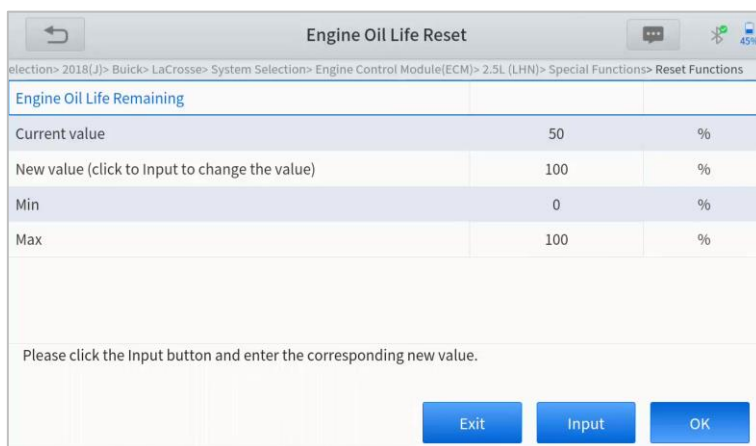 Engine Oil Life Reset
45%
election> 2018(J)> Buick> LaCrosse> System Selection> Engine Control Module(ECM)> 2.5L (LHN)> Special Functions> Reset Functions
Engine Oil Life Remaining
Current value 50 %
New value (click to Input to change the value) 100 %
Min 0 %
Max 100 %
Please click the Input button and enter the corresponding new value.
Exit Input OK